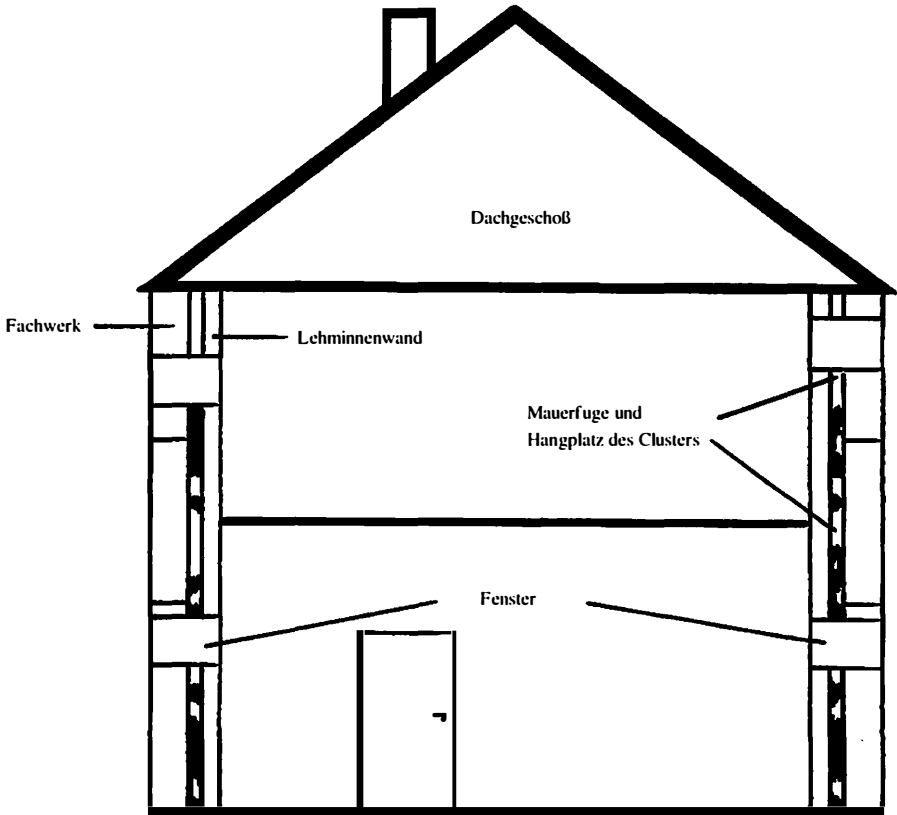 Dachgeschoß
Fachwerk
Lehminnenwand
Mauerfuge und
Hangplatz des Clusters
Fenster